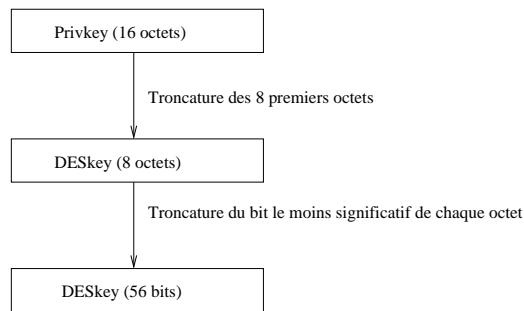 Privkey (16 octets)
Troncature des 8 premiers octets
DESkey (8 octets)
Troncature du bit le moins significatif de chaque octet
DESkey (56 bits)